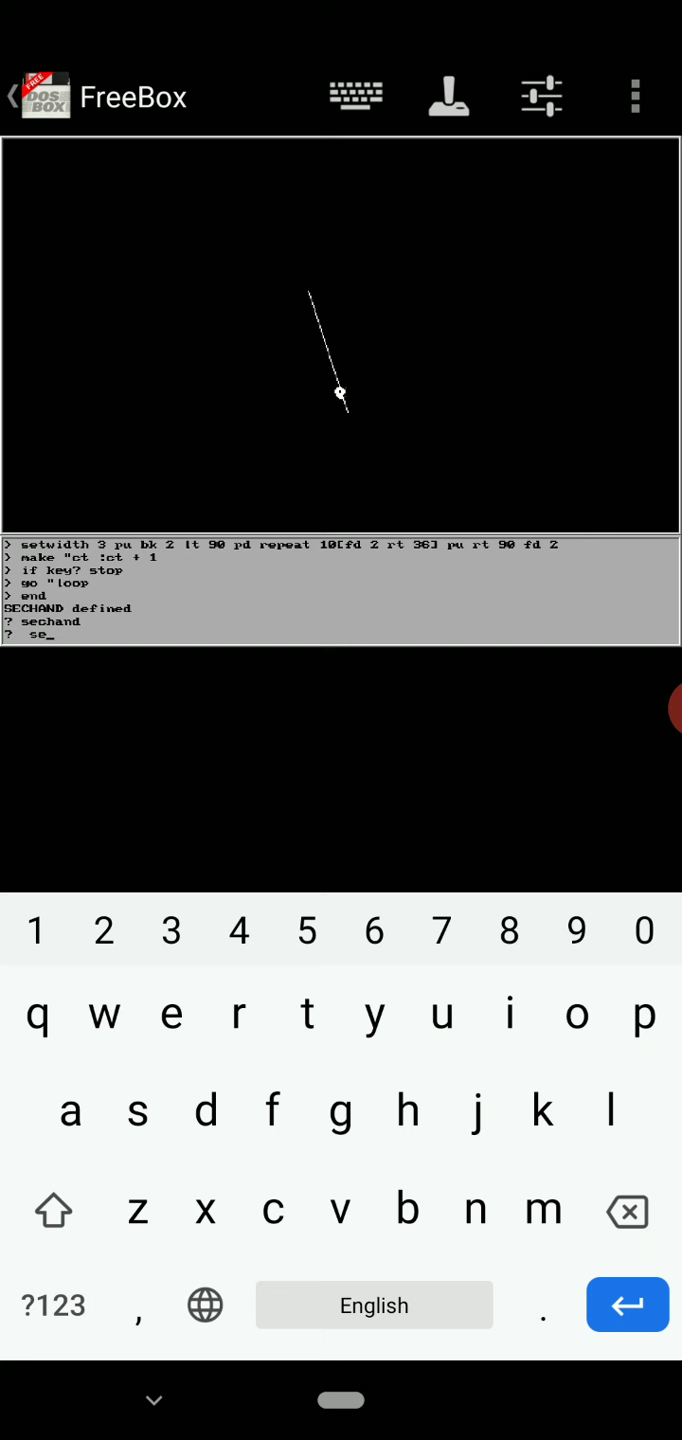 FREE
DOS
BOX
FreeBox
> setwidth 3 pu bk 2 lt 90 pd repeat 10[fd 2 rt 36] pu rt 90 fd 2
> make "ct :ct + 1
> if key? stop
> go "loop
> end
SECHAND defined
? sechand
?  se_
1 2 3 4 5 6 7 8 9 0
q w e r t y u i o p
a s d f g h j k l
z x c v b n m
?123 , English .